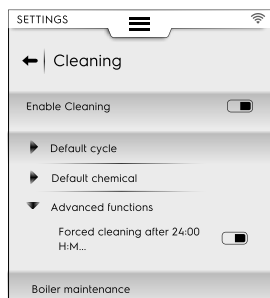 SETTINGS
Cleaning
Enable Cleaning
Default cycle
Default chemical
Advanced functions
Forced cleaning after 24:00
H:M...
Boiler maintenance